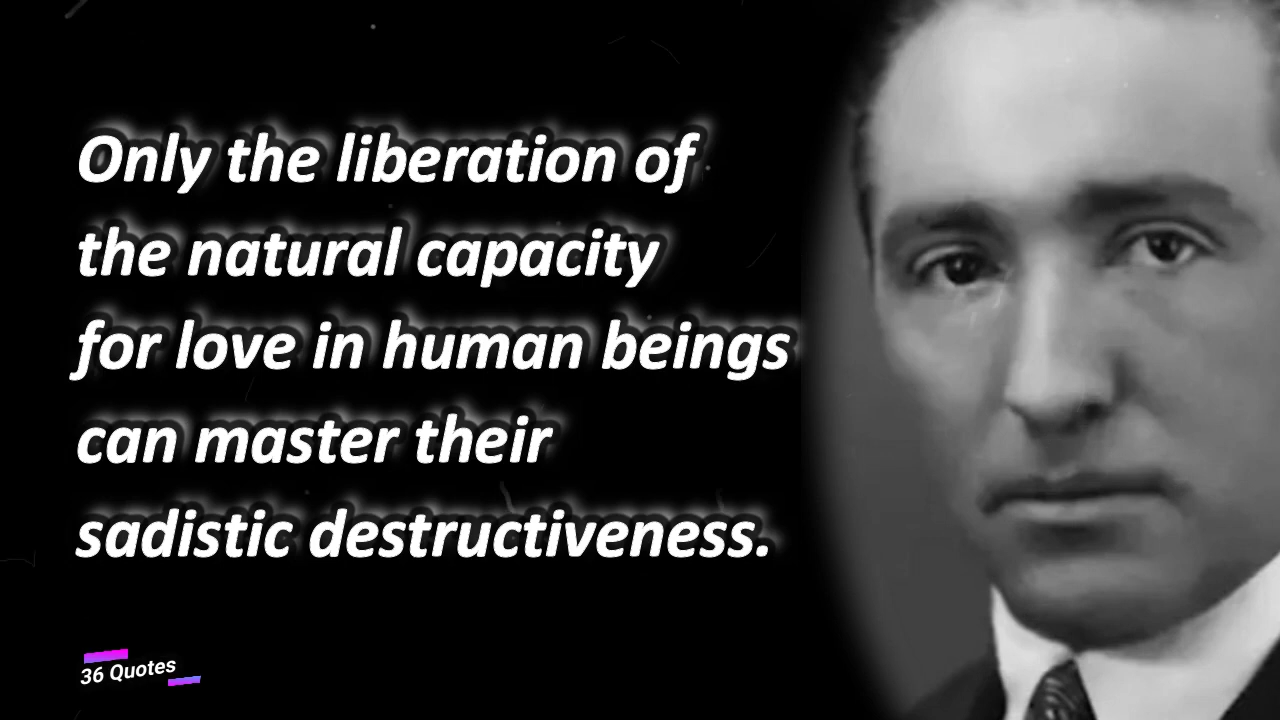 Only the liberation of
the natural capacity
for love in human beings
can master their
sadistic destructiveness.
36 Quotes